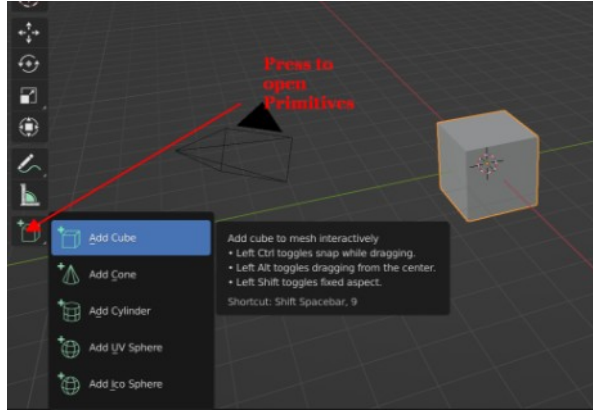 Press to
open
Primitives
Add Cube
Add Cone
Add Cylinder
Add UV Sphere
Add Ico Sphere
Add cube to mesh interactively
• Left Ctrl toggles snap while dragging.
• Left Alt toggles dragging from the center.
• Left Shift toggles fixed aspect.
Shortcut: Shift Spacebar, 9